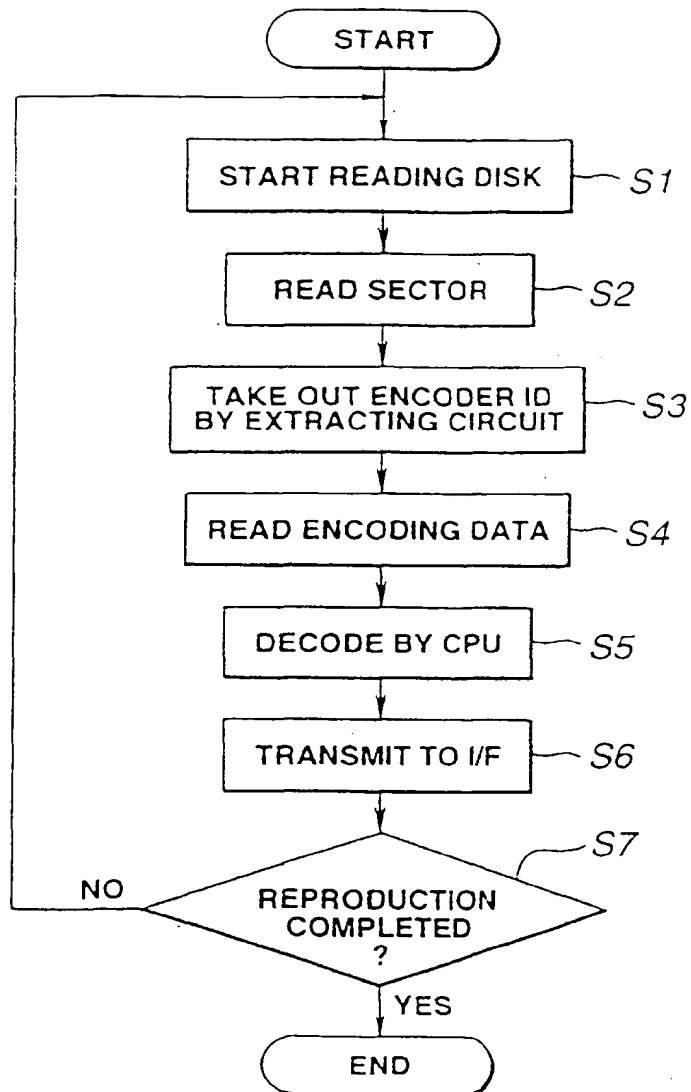 START
START READING DISK
S1
READ SECTOR
S2
TAKE OUT ENCODER ID
BY EXTRACTING CIRCUIT
S3
READ ENCODING DATA
S4
DECODE BY CPU
S5
TRANSMIT TO I/F
S6
S7
NO
REPRODUCTION
COMPLETED
?
YES
END